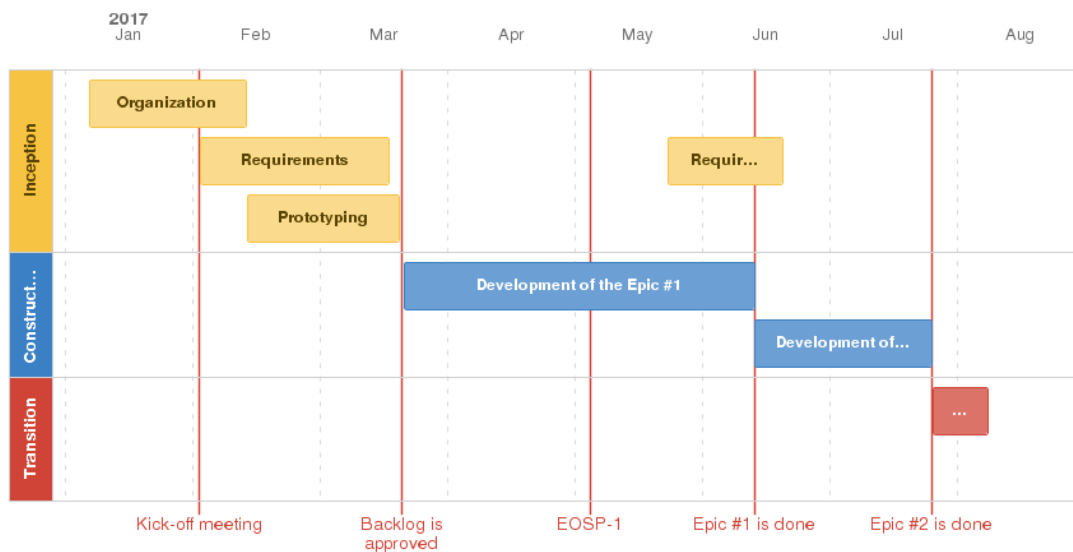 2017
Jan Feb Mar Apr May Jun Jul Aug
Inception
Organization
Requirements
Requir...
Prototyping
Construct...
Development of the Epic #1
Development of...
Transition
...
Kick-off meeting
Backlog is
approved
EOSP-1
Epic #1 is done
Epic #2 is done